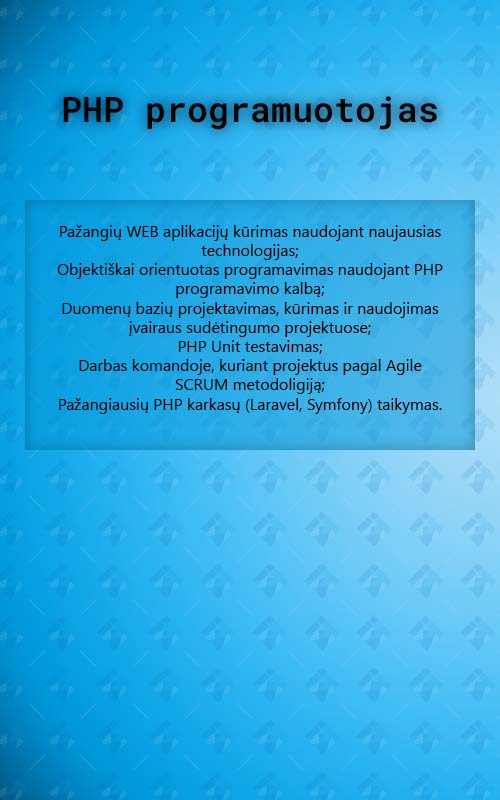 PHP programuotojas
Pažangių WEB aplikacijų kūrimas naudojant naujausias
technologijas;
Objektiškai orientuotas programavimas naudojant PHP
programavimo kalbą;
Duomenų bazių projektavimas, kūrimas ir naudojimas
įvairaus sudėtingumo projektuose;
PHP Unit testavimas;
Darbas komandoje, kuriant projektus pagal Agile
SCRUM metodoligiją;
Pažangiausių PHP karkasų (Laravel, Symfony) taikymas.